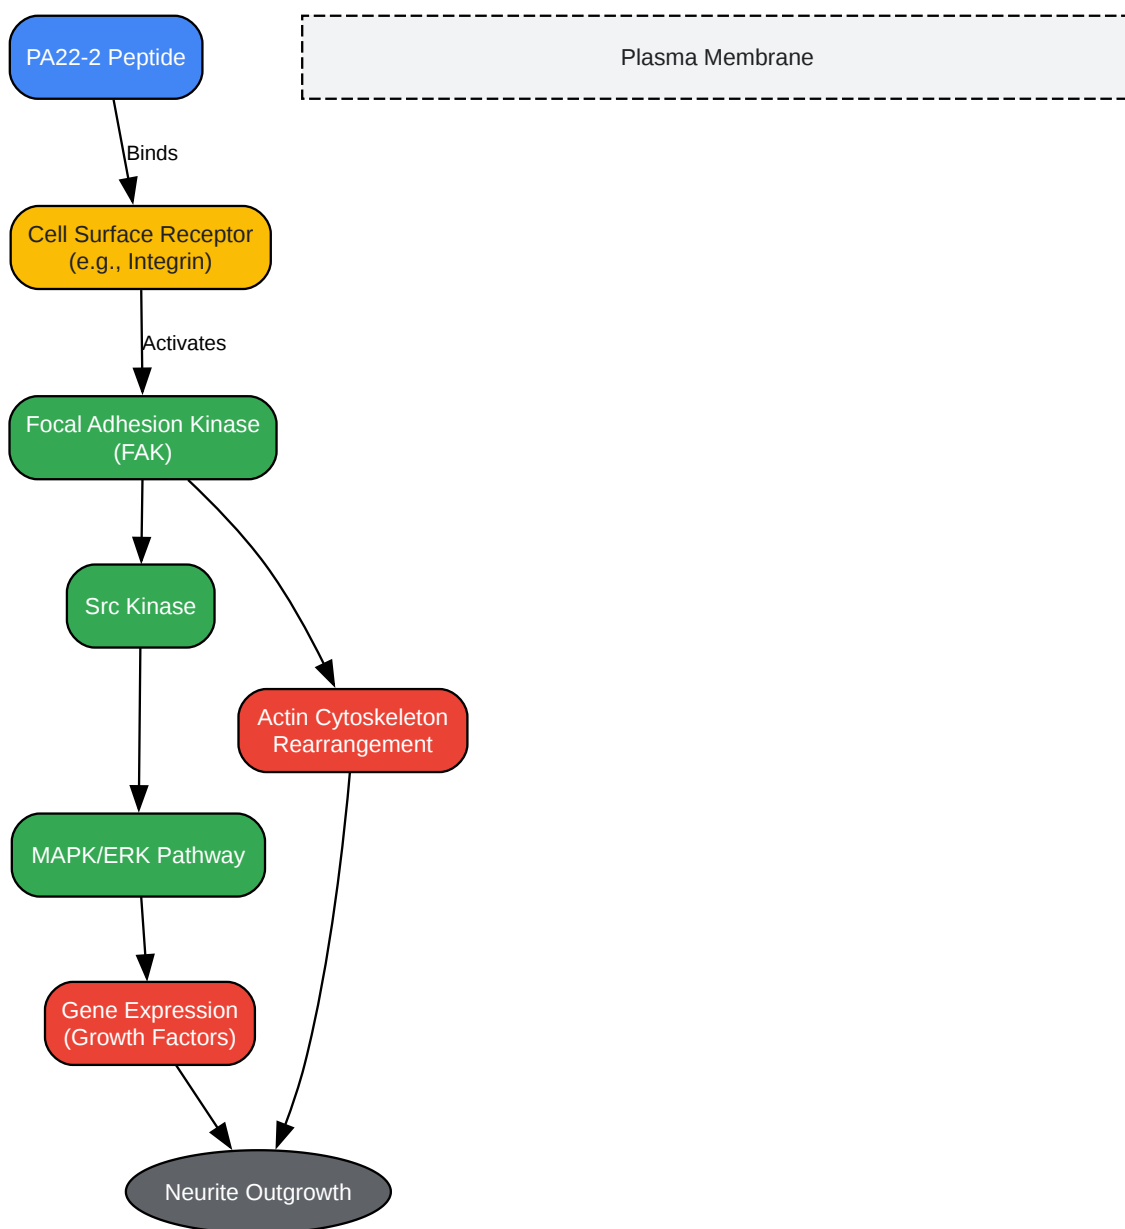 PA22-2 Peptide
Plasma Membrane
Binds
Cell Surface Receptor
(e.g., Integrin)
Activates
Focal Adhesion Kinase
(FAK)
Src Kinase
Actin Cytoskeleton
Rearrangement
MAPK/ERK Pathway
Gene Expression
(Growth Factors)
Neurite Outgrowth